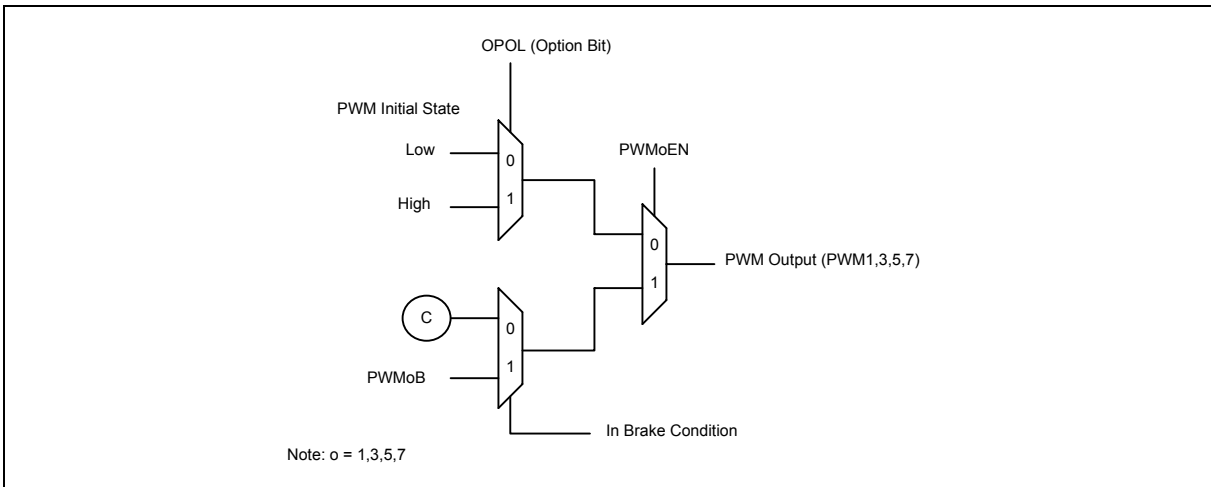 OPOL (Option Bit)
PWM Initial State
Low
0
High
1
PWMoEN
0
1
PWM Output (PWM1,3,5,7)
C
0
1
PWMoB
In Brake Condition
Note: o = 1,3,5,7